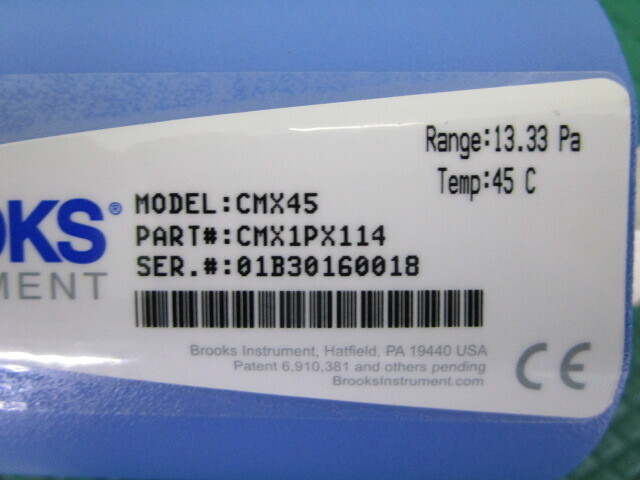 Range:13.33 Pa
Temp:45 C
OKS®
MENT
MODEL:CMX45
PART#:CMX1PX114
SER.#:01B30160018
Brooks Instrument, Hatfield, PA 19440 USA
Patent 6,910,381 and others pending
BrooksInstrument.com
CE